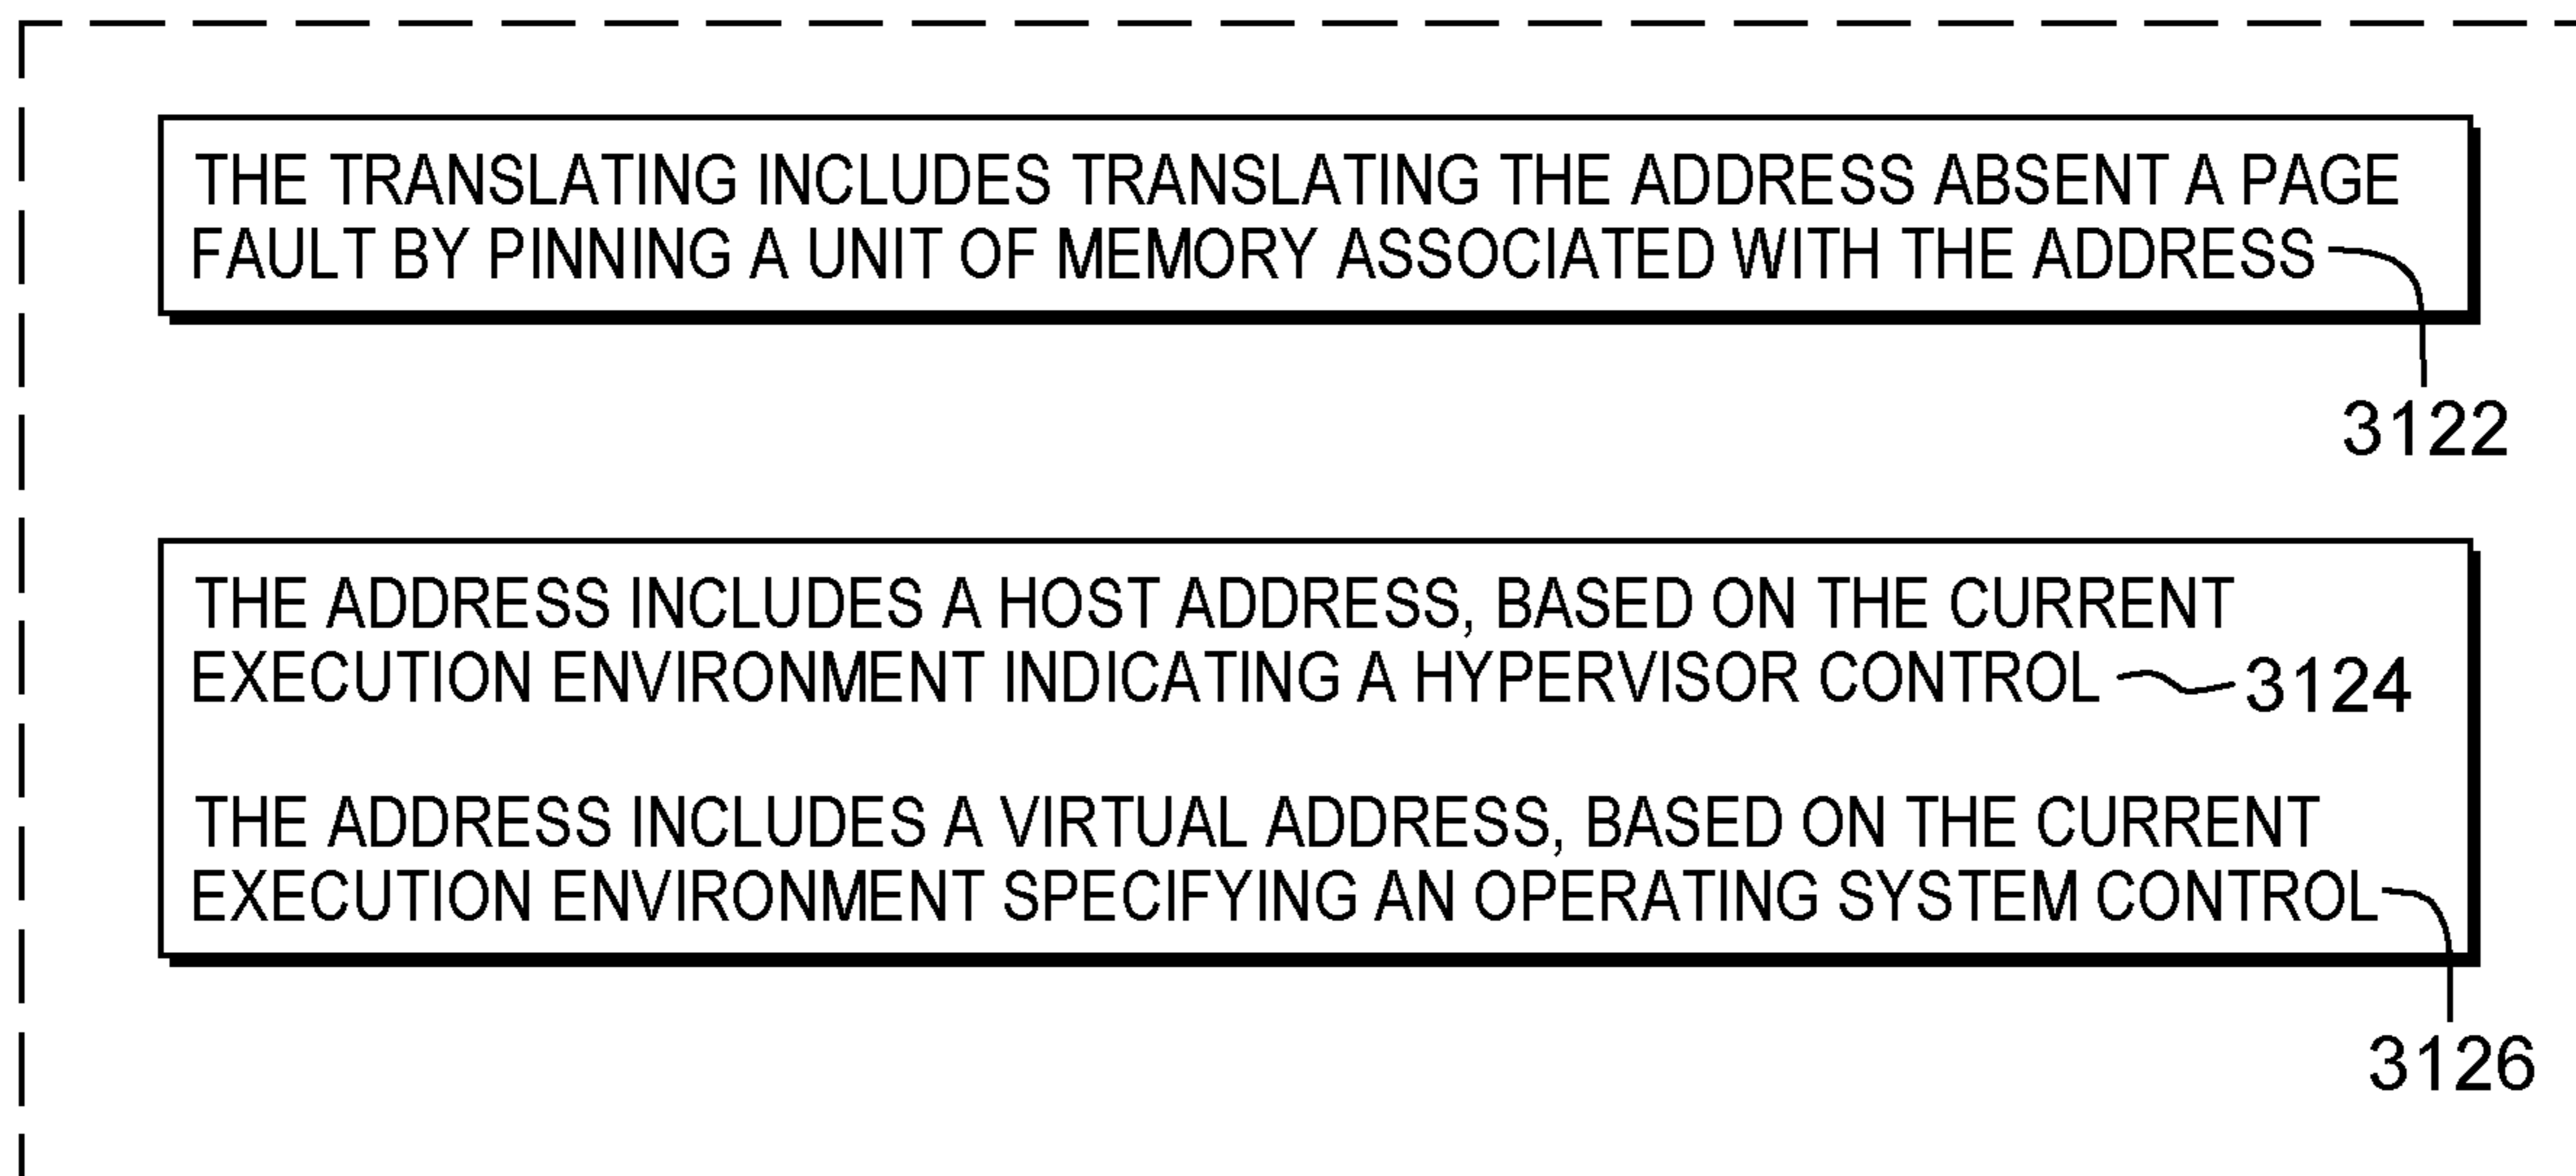 THE TRANSLATING INCLUDES TRANSLATING THE ADDRESS ABSENT A PAGE
FAULT BY PINNING A UNIT OF MEMORY ASSOCIATED WITH THE ADDRESS
3122
THE ADDRESS INCLUDES A HOST ADDRESS, BASED ON THE CURRENT
EXECUTION ENVIRONMENT INDICATING A HYPERVISOR CONTROL 3124
THE ADDRESS INCLUDES A VIRTUAL ADDRESS, BASED ON THE CURRENT
EXECUTION ENVIRONMENT SPECIFYING AN OPERATING SYSTEM CONTROL
3126